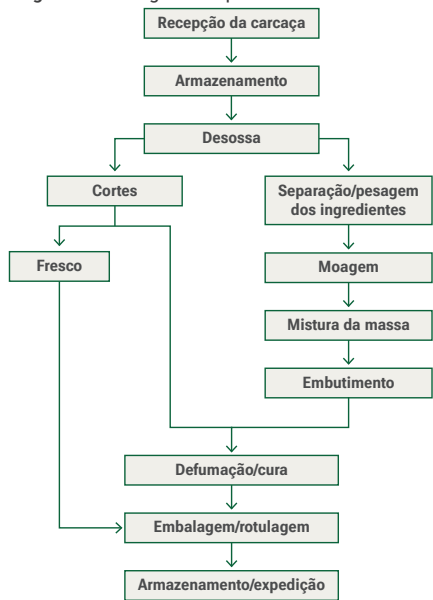 Recepção da carcaça
Armazenamento
Desossa
Cortes
Separação/pesagem
dos ingredientes
Fresco
Moagem
Mistura da massa
Embutimento
Defumação/cura
Embalagem/rotulagem
Armazenamento/expedição